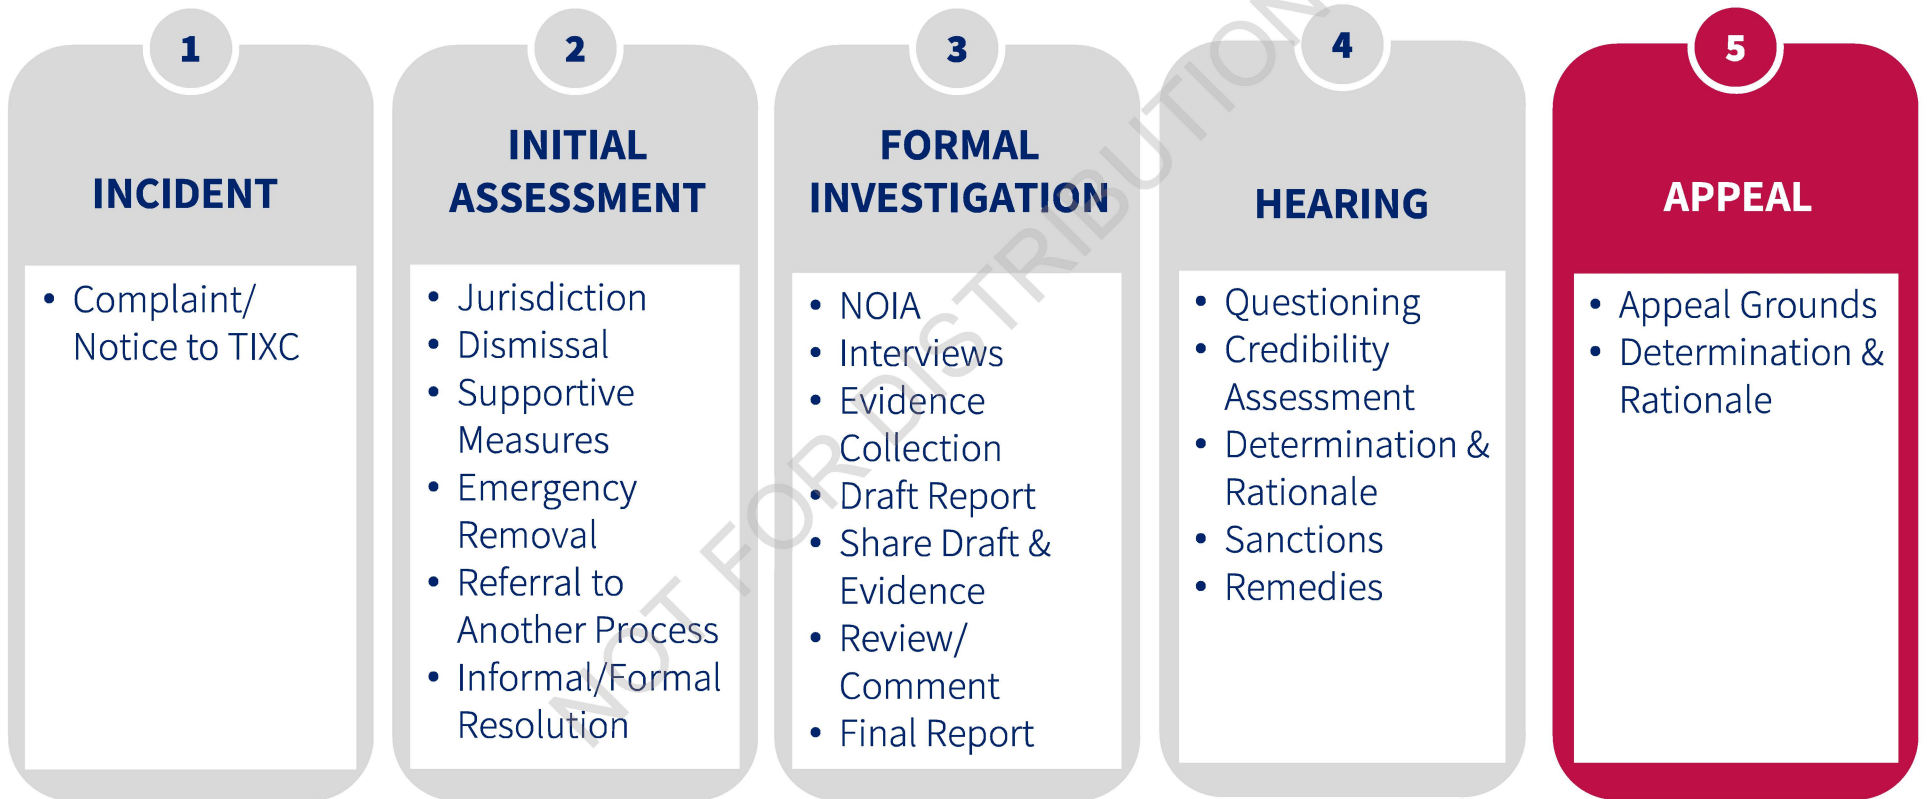 1
INCIDENT
• Complaint/
Notice to TIXC
2
INITIAL
ASSESSMENT
• Jurisdiction
• Dismissal
• Supportive
Measures
• Emergency
Removal
• Referral to
Another Process
• Informal/Formal
Resolution
3
FORMAL
INVESTIGATION
• NOIA
• Interviews
• Evidence
Collection
• Draft Report
• Share Draft &
Evidence
• Review/
Comment
• Final Report
4
HEARING
• Questioning
• Credibility
Assessment
• Determination &
Rationale
• Sanctions
• Remedies
5
APPEAL
• Appeal Grounds
• Determination &
Rationale
NOT FOR DISTRIBUTION